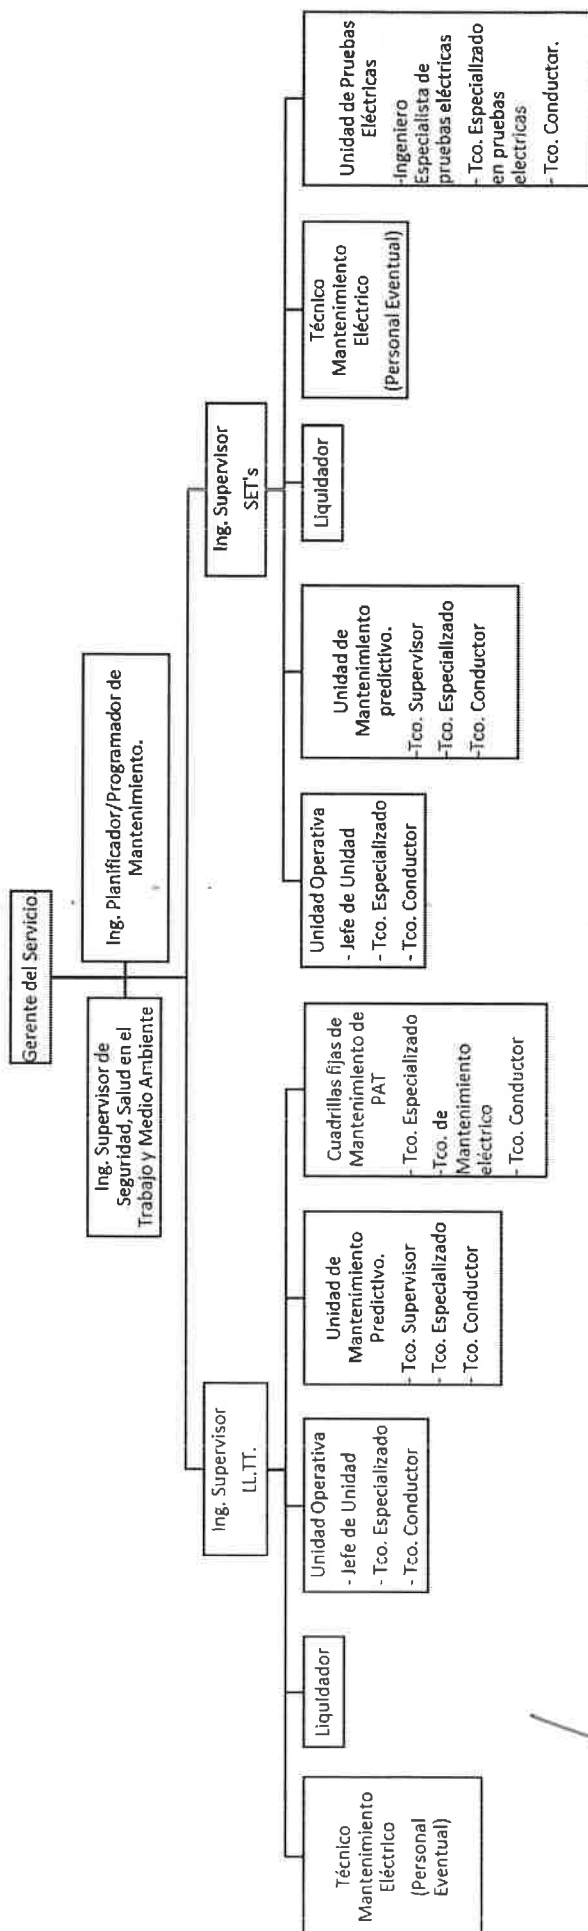 Gerente del Servicio
Ing. Supervisor de
Seguridad, Salud en el
Trabajo y Medio Ambiente
Ing. Planificador/Programador de
Mantenimiento.
Ing. Supervisor
LL.TT.
Ing. Supervisor
SET's
Técnico
Mantenimiento
Eléctrico
(Personal
Eventual)
Liquidador
Unidad Operativa
- Jefe de Unidad
- Tco. Especializado
- Tco. Conductor
Unidad de
Mantenimiento
Predictivo.
- Tco. Supervisor
- Tco. Especializado
- Tco. Conductor
Cuadrillas fijas de
Mantenimiento de
PAT
- Tco. Especializado
-Tco. de
Mantenimiento
eléctrico
- Tco. Conductor
Unidad Operativa
- Jefe de Unidad
- Tco. Especializado
- Tco. Conductor
Unidad de
Mantenimiento
predictivo.
-Tco. Supervisor
-Tco. Especializado
-Tco. Conductor
Liquidador
Técnico
Mantenimiento
Eléctrico
(Personal Eventual)
Unidad de Pruebas
Eléctricas
-Ingeniero
Especialista de
pruebas eléctricas
- Tco. Especializado
en pruebas
electricas
- Tco. Conductor.